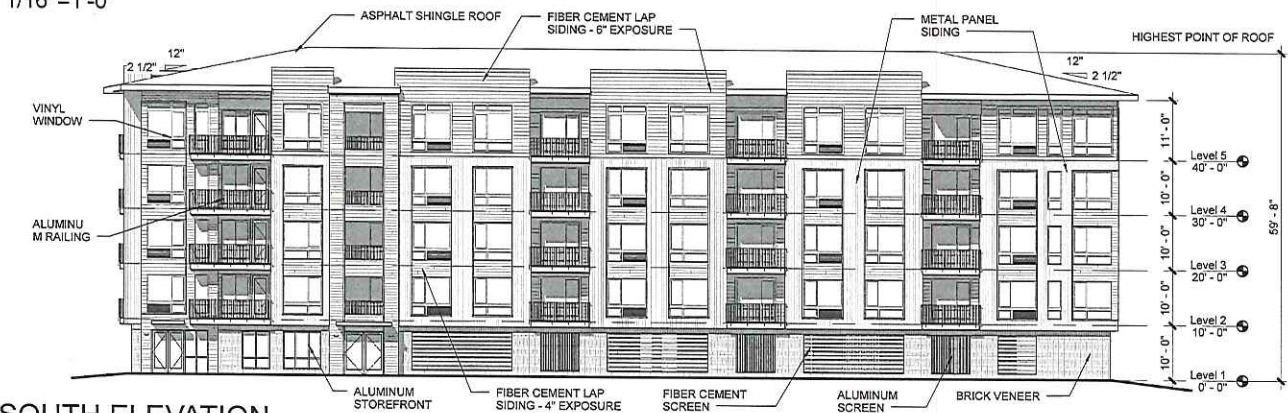 1/16"=1'-0"
ASPHALT SHINGLE ROOF
FIBER CEMENT LAP
SIDING - 6" EXPOSURE
METAL PANEL
SIDING
HIGHEST POINT OF ROOF
12"
2 1/2"
12"
2 1/2"
VINYL
WINDOW
ALUMINU
M RAILING
11' - 0"
10' - 0"
10' - 0"
10' - 0"
10' - 0"
Level 5
40' - 0"
Level 4
30' - 0"
Level 3
20' - 0"
Level 2
10' - 0"
Level 1
0' - 0"
59' - 8"
ALUMINUM
STOREFRONT
FIBER CEMENT LAP
SIDING - 4" EXPOSURE
FIBER CEMENT
SCREEN
ALUMINUM
SCREEN
BRICK VENEER
SOUTH ELEVATION